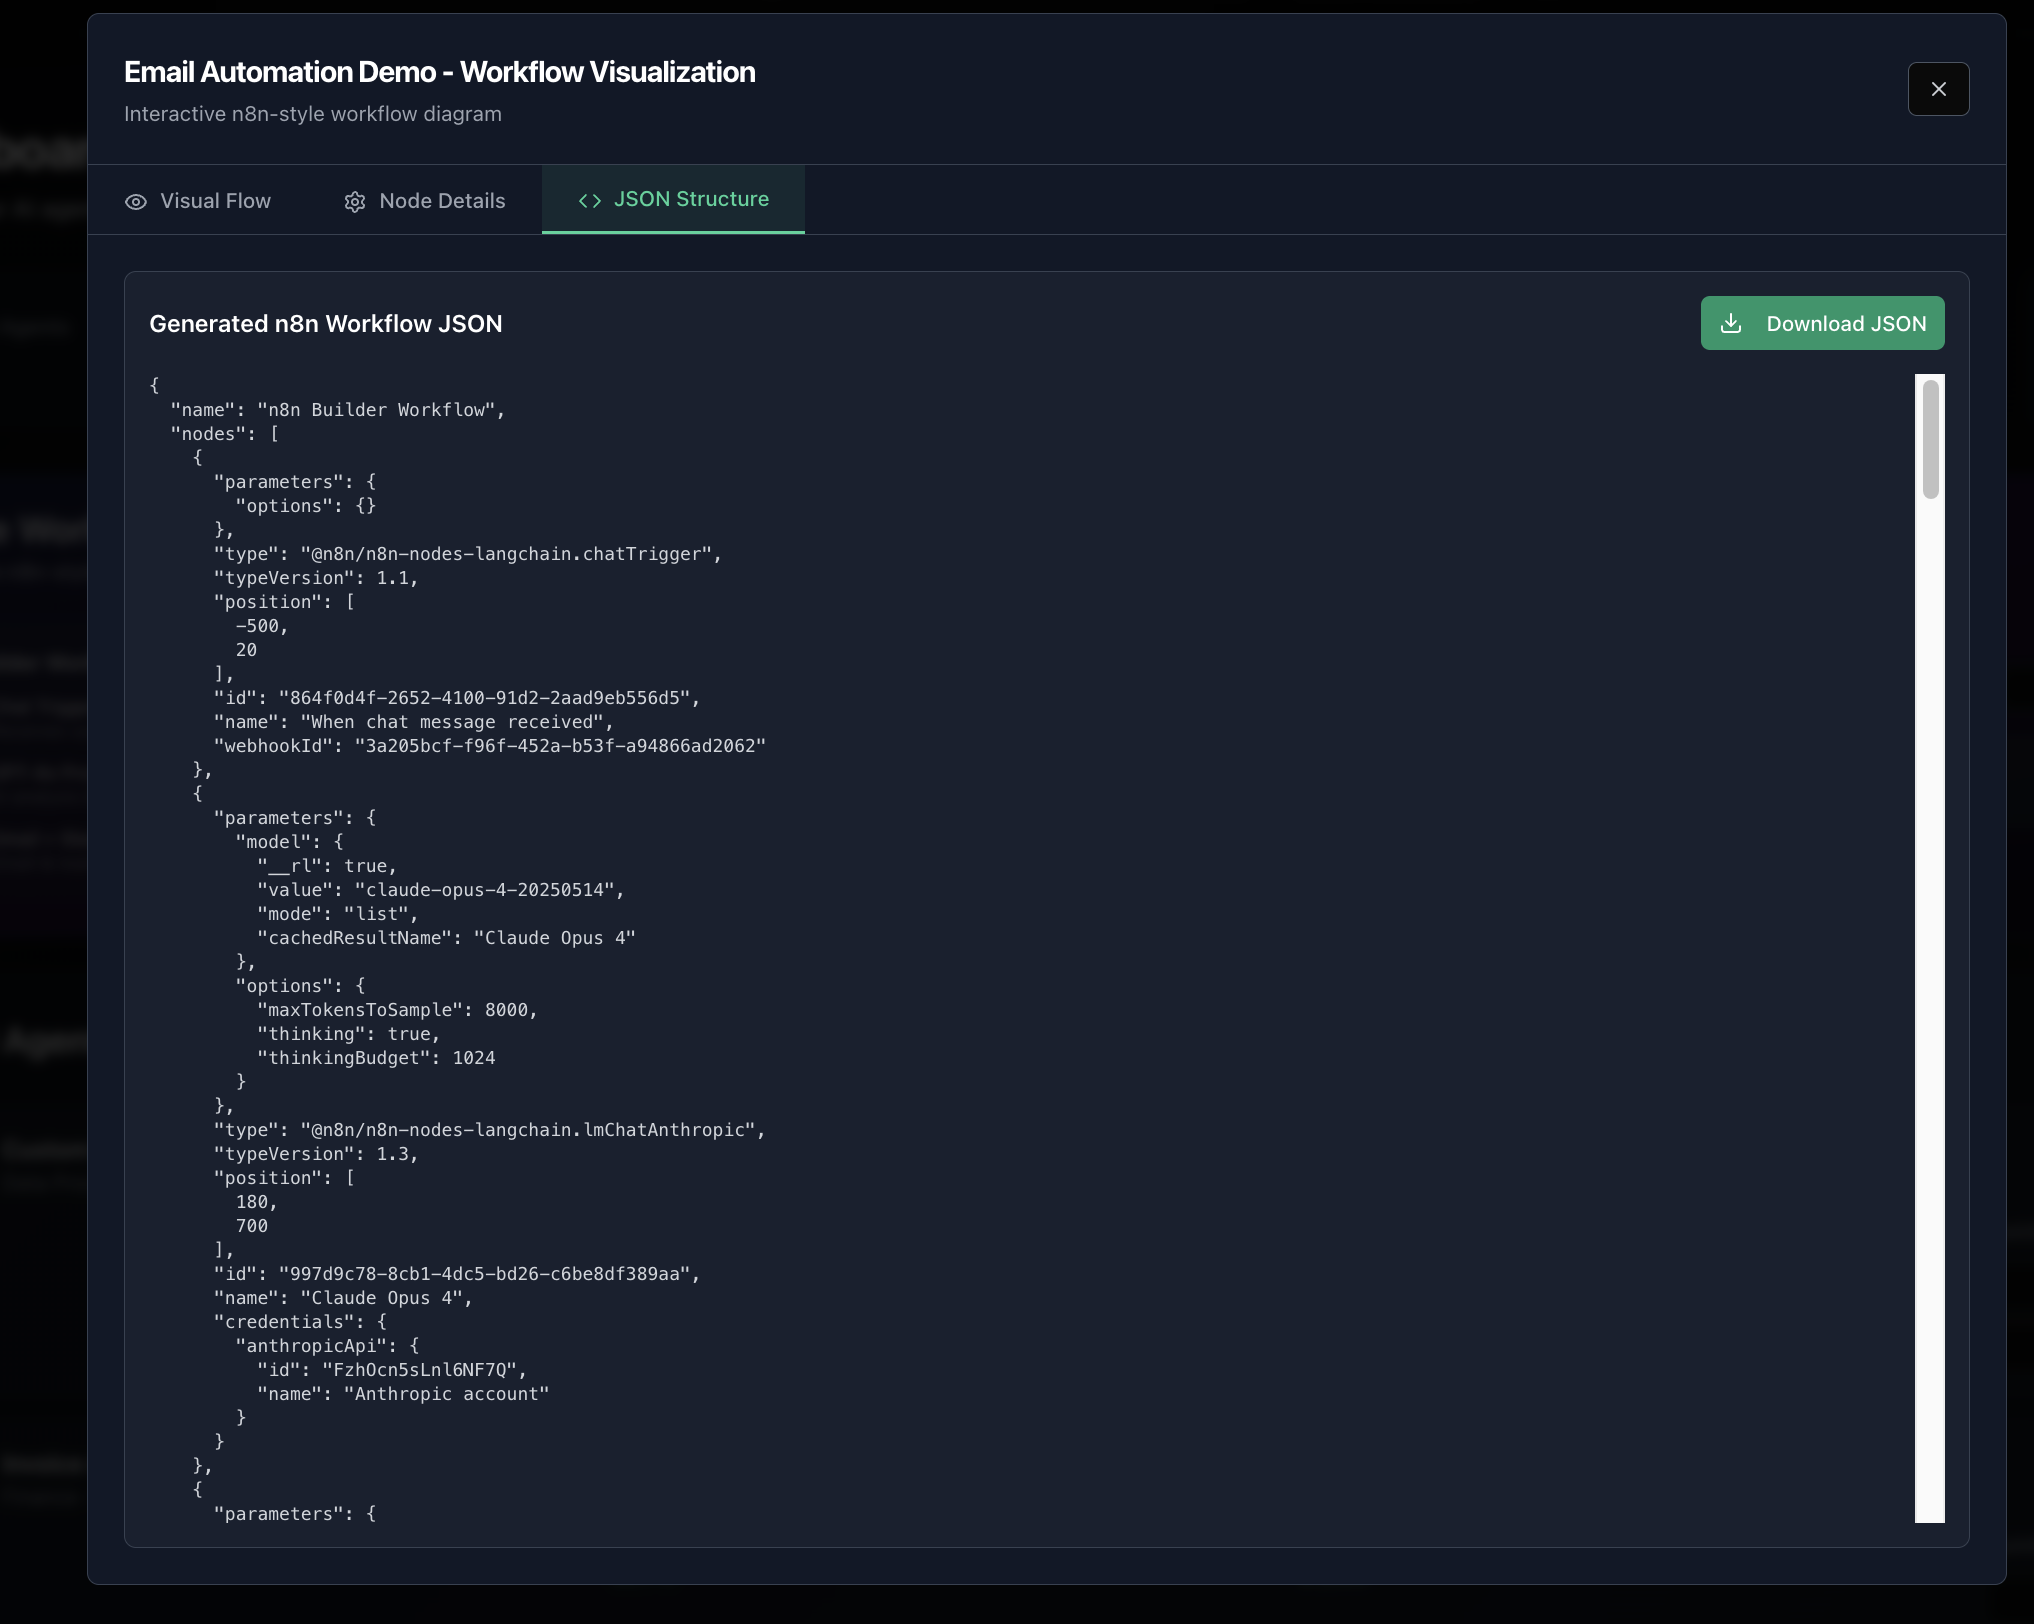 Email Automation Demo - Workflow Visualization
Interactive n8n-style workflow diagram
Visual Flow
Node Details
JSON Structure
Generated n8n Workflow JSON
Download JSON
{
  "name": "n8n Builder Workflow",
  "nodes": [
    {
      "parameters": {
        "options": {}
      },
      "type": "@n8n/n8n-nodes-langchain.chatTrigger",
      "typeVersion": 1.1,
      "position": [
        -500,
        20
      ],
      "id": "864f0d4f-2652-4100-91d2-2aad9eb556d5",
      "name": "When chat message received",
      "webhookId": "3a205bcf-f96f-452a-b53f-a94866ad2062"
    },
    {
      "parameters": {
        "model": {
          "__rl": true,
          "value": "claude-opus-4-20250514",
          "mode": "list",
          "cachedResultName": "Claude Opus 4"
        },
        "options": {
          "maxTokensToSample": 8000,
          "thinking": true,
          "thinkingBudget": 1024
        }
      },
      "type": "@n8n/n8n-nodes-langchain.lmChatAnthropic",
      "typeVersion": 1.3,
      "position": [
        180,
        700
      ],
      "id": "997d9c78-8cb1-4dc5-bd26-c6be8df389aa",
      "name": "Claude Opus 4",
      "credentials": {
        "anthropicApi": {
          "id": "FzhOcn5sLnl6NF7Q",
          "name": "Anthropic account"
        }
      }
    },
    {
      "parameters": {